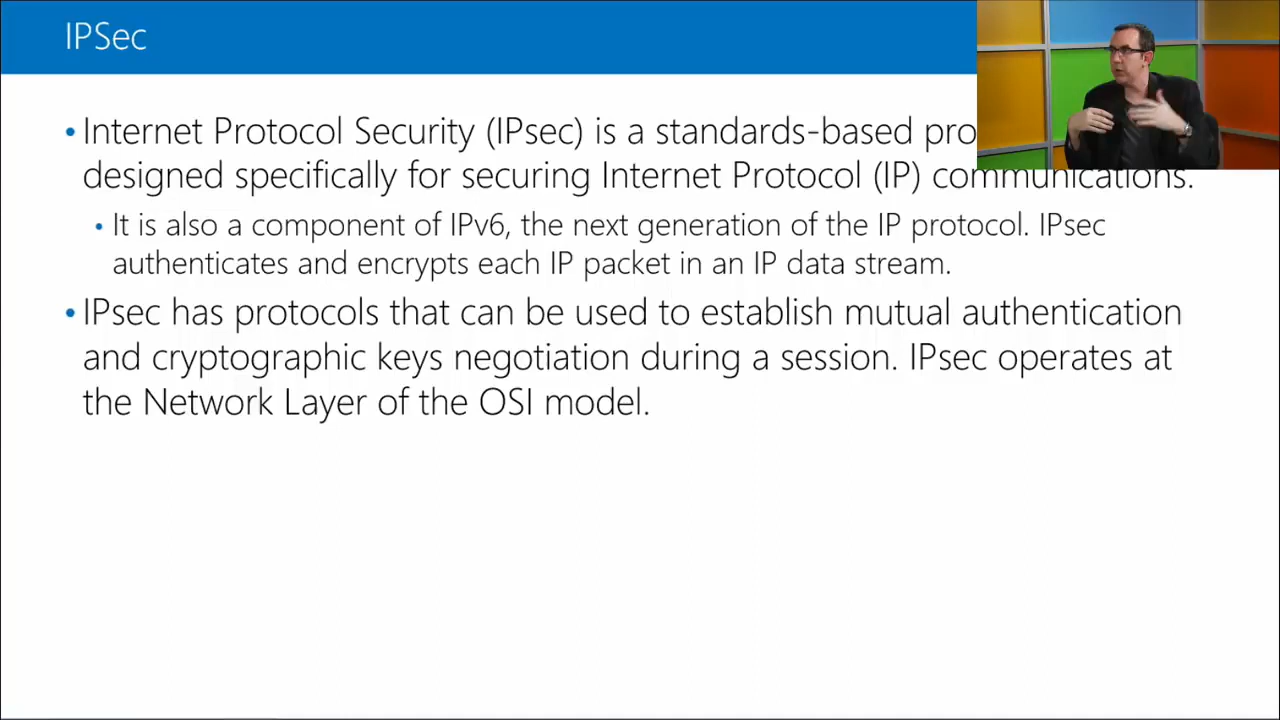 IPSec
• Internet Protocol Security (IPsec) is a standards-based
designed specifically for securing Internet Protocol (IP) communications.
• It is also a component of IPv6, the next generation of the IP protocol. IPsec
authenticates and encrypts each IP packet in an IP data stream.
• IPsec has protocols that can be used to establish mutual authentication
and cryptographic keys negotiation during a session. IPsec operates at
the Network Layer of the OSI model.